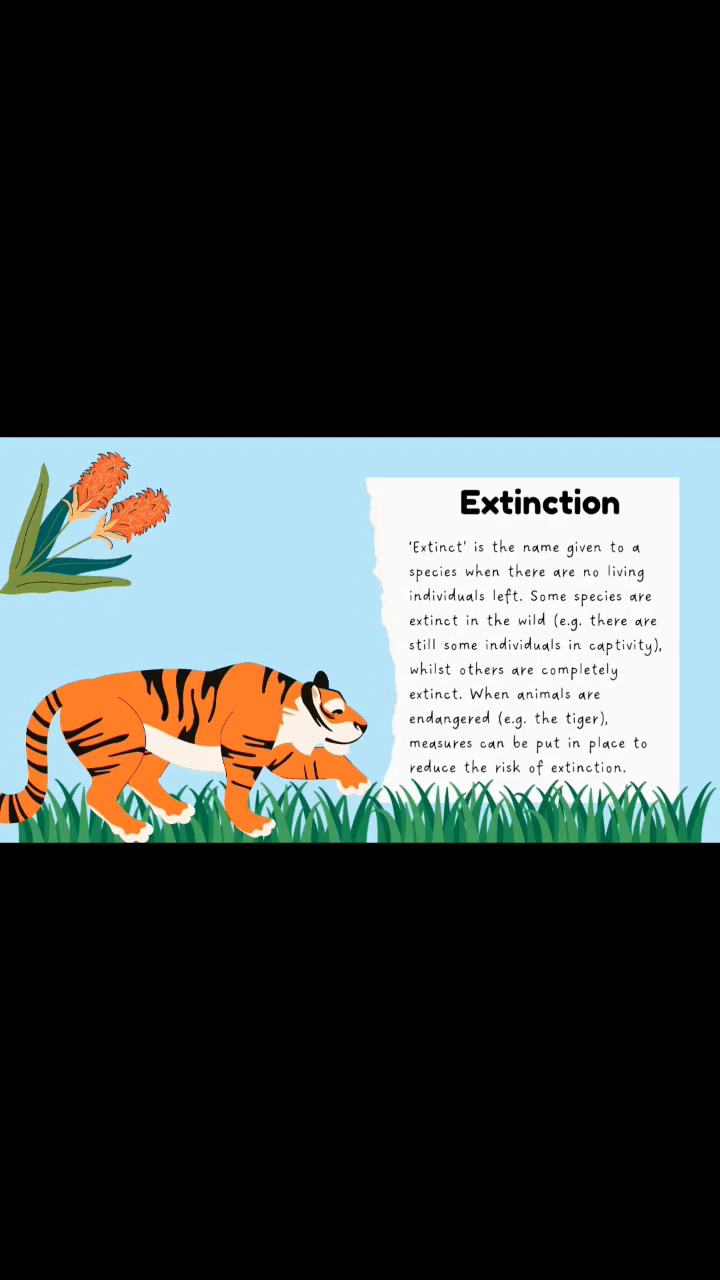 Extinction
'Extinct' is the name given to a
species when there are no living
individuals left. Some species are
extinct in the wild (e.g. there are
still some individuals in captivity),
whilst others are completely
extinct. When animals are
endangered (e.g. the tiger),
measures can be put in place to
reduce the risk of extinction.